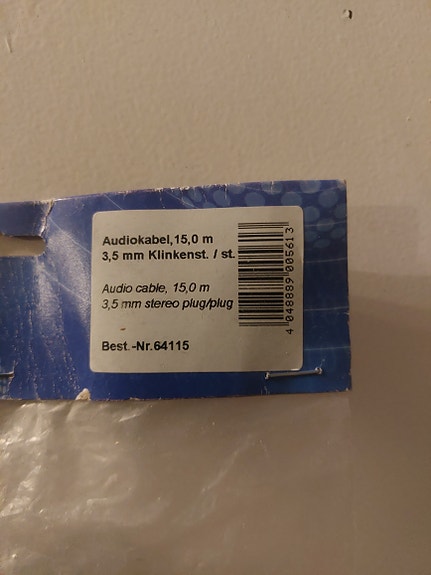 Audiokabel,15,0 m
3,5 mm Klinkenst. / st.
Audio cable, 15,0 m
3,5 mm stereo plug/plug
Best.-Nr.64115
4 048889 005613